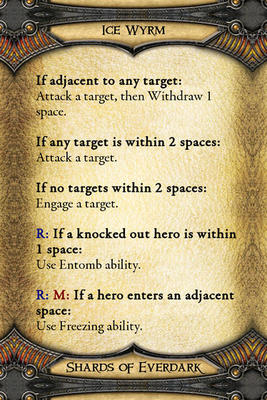 Ice Wyrm
If adjacent to any target:
Attack a target, then Withdraw 1
space.
If any target is within 2 spaces:
Attack a target.
If no targets within 2 spaces:
Engage a target.
R: If a knocked out hero is within
1 space:
Use Entomb ability.
R: M: If a hero enters an adjacent
space:
Use Freezing ability.
Shards of Everdark